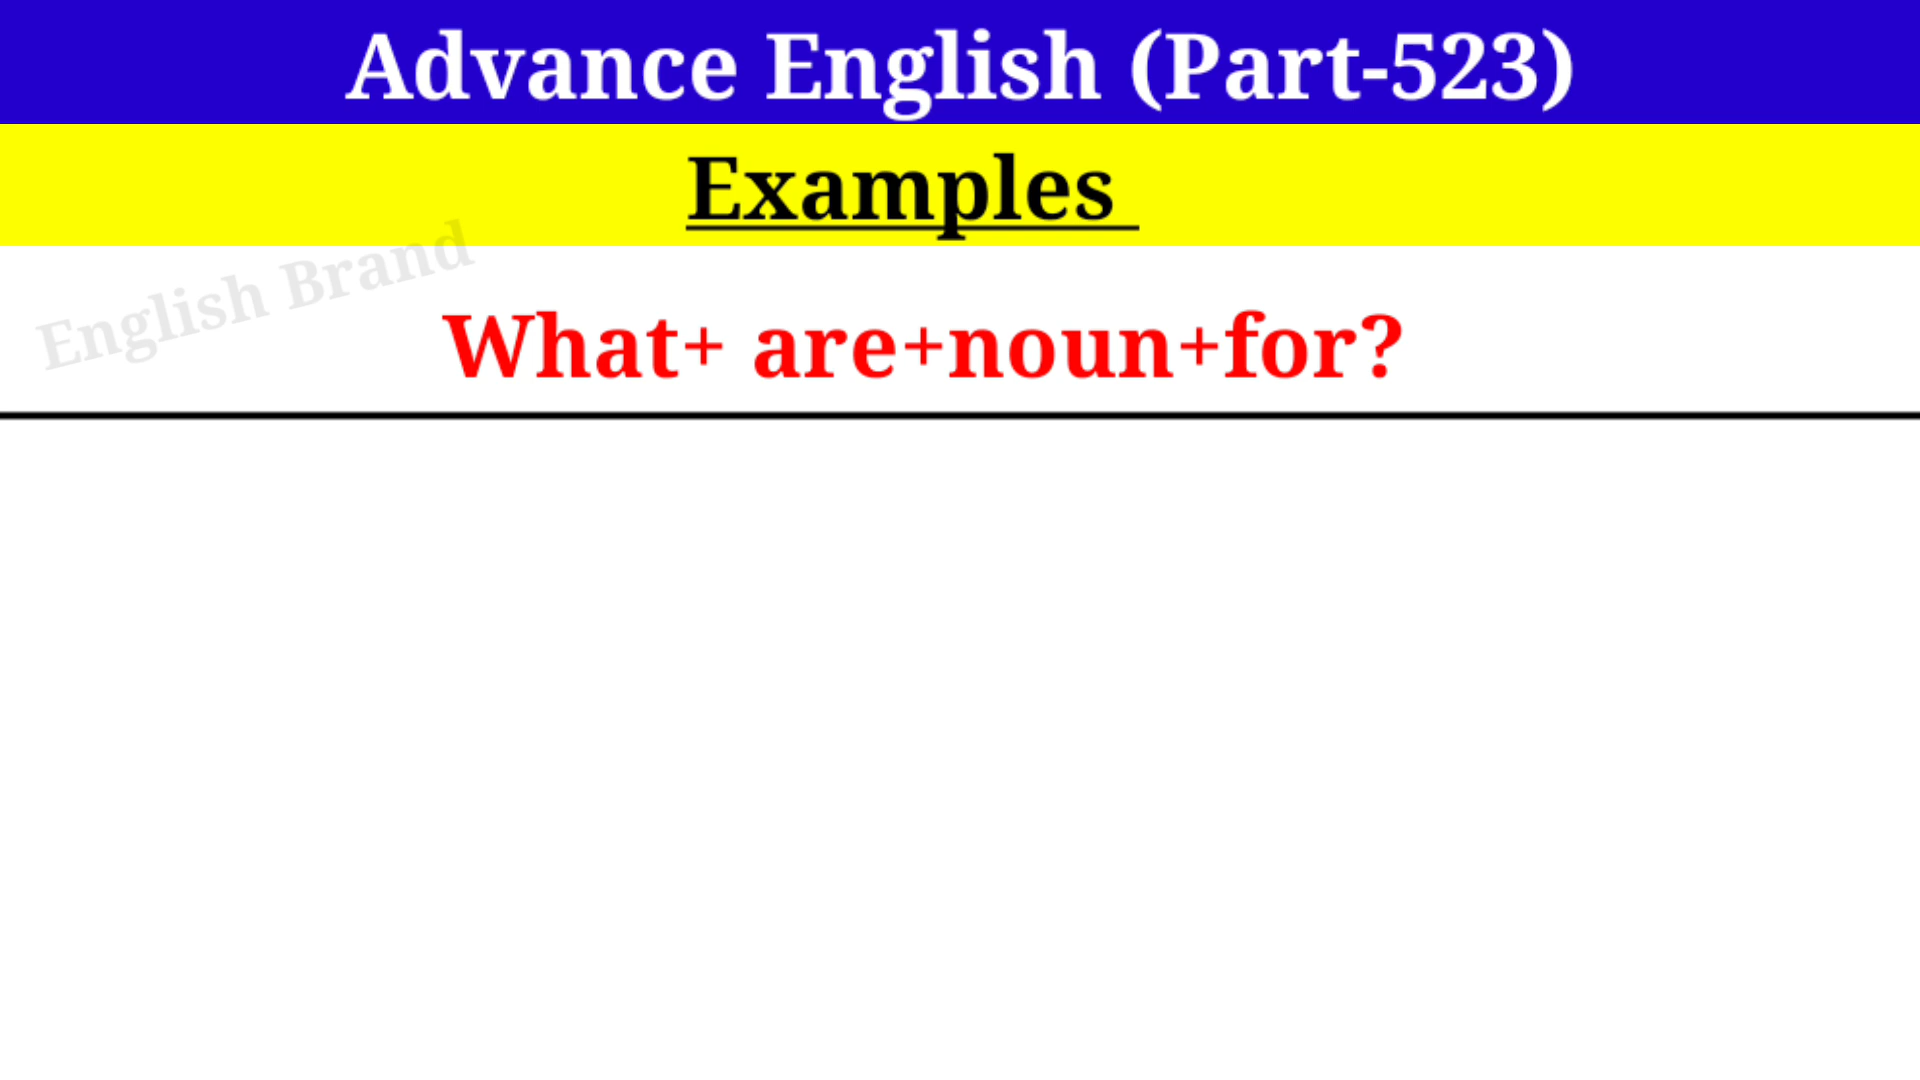 Advance English (Part-523)
Examples
English Brand
What+ are+noun+for?